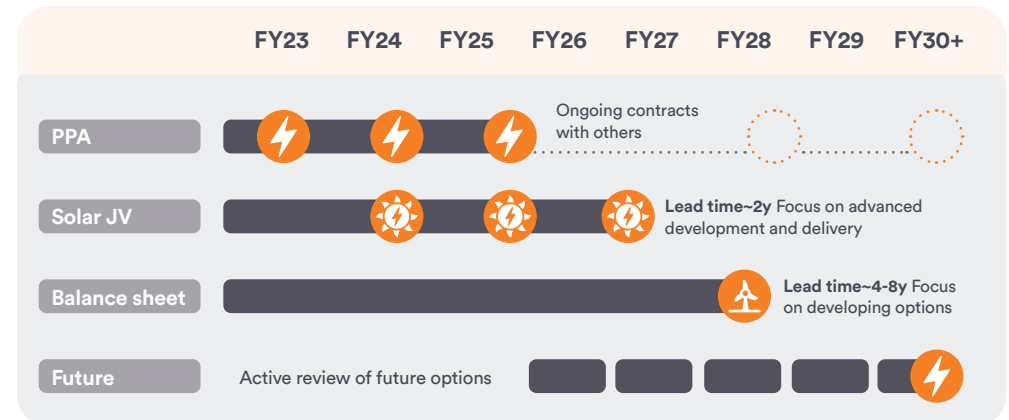 FY23 FY24 FY25 FY26 FY27 FY28 FY29 FY30+
PPA
Ongoing contracts
with others
Solar JV
Lead time~2y Focus on advanced
development and delivery
Balance sheet
Lead time~4-8y Focus
on developing options
Future
Active review of future options